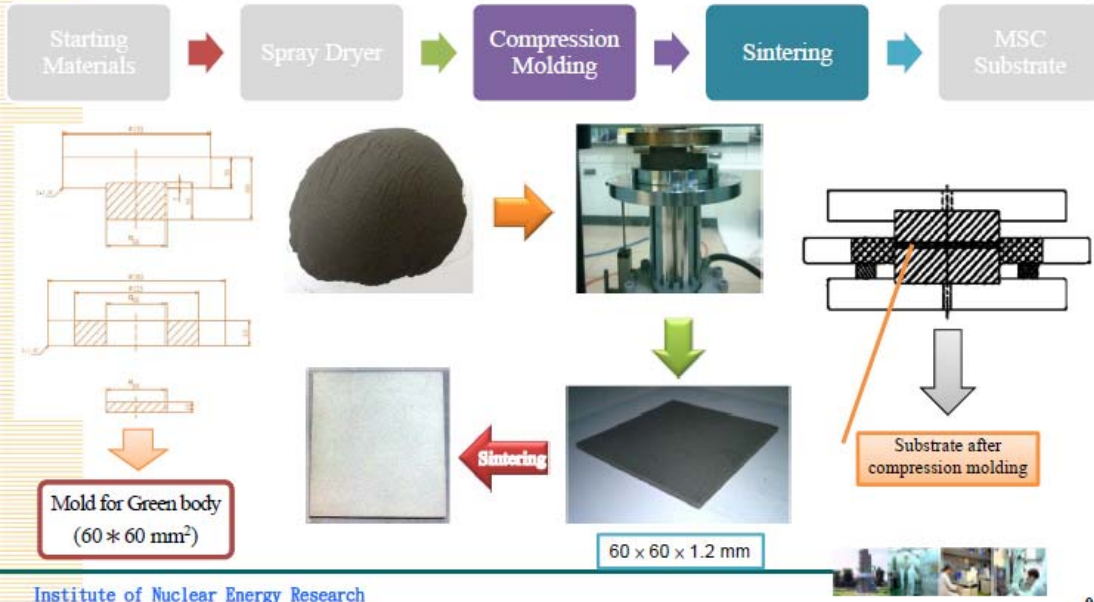 Starting
Materials
Spray Dryer
Compression
Molding
Sintering
MSC
Substrate
Mold for Green body
(60＊60 mm²)
Sintering
60 x 60 x 1.2 mm
Substrate after
compression molding
Institute of Nuclear Energy Research